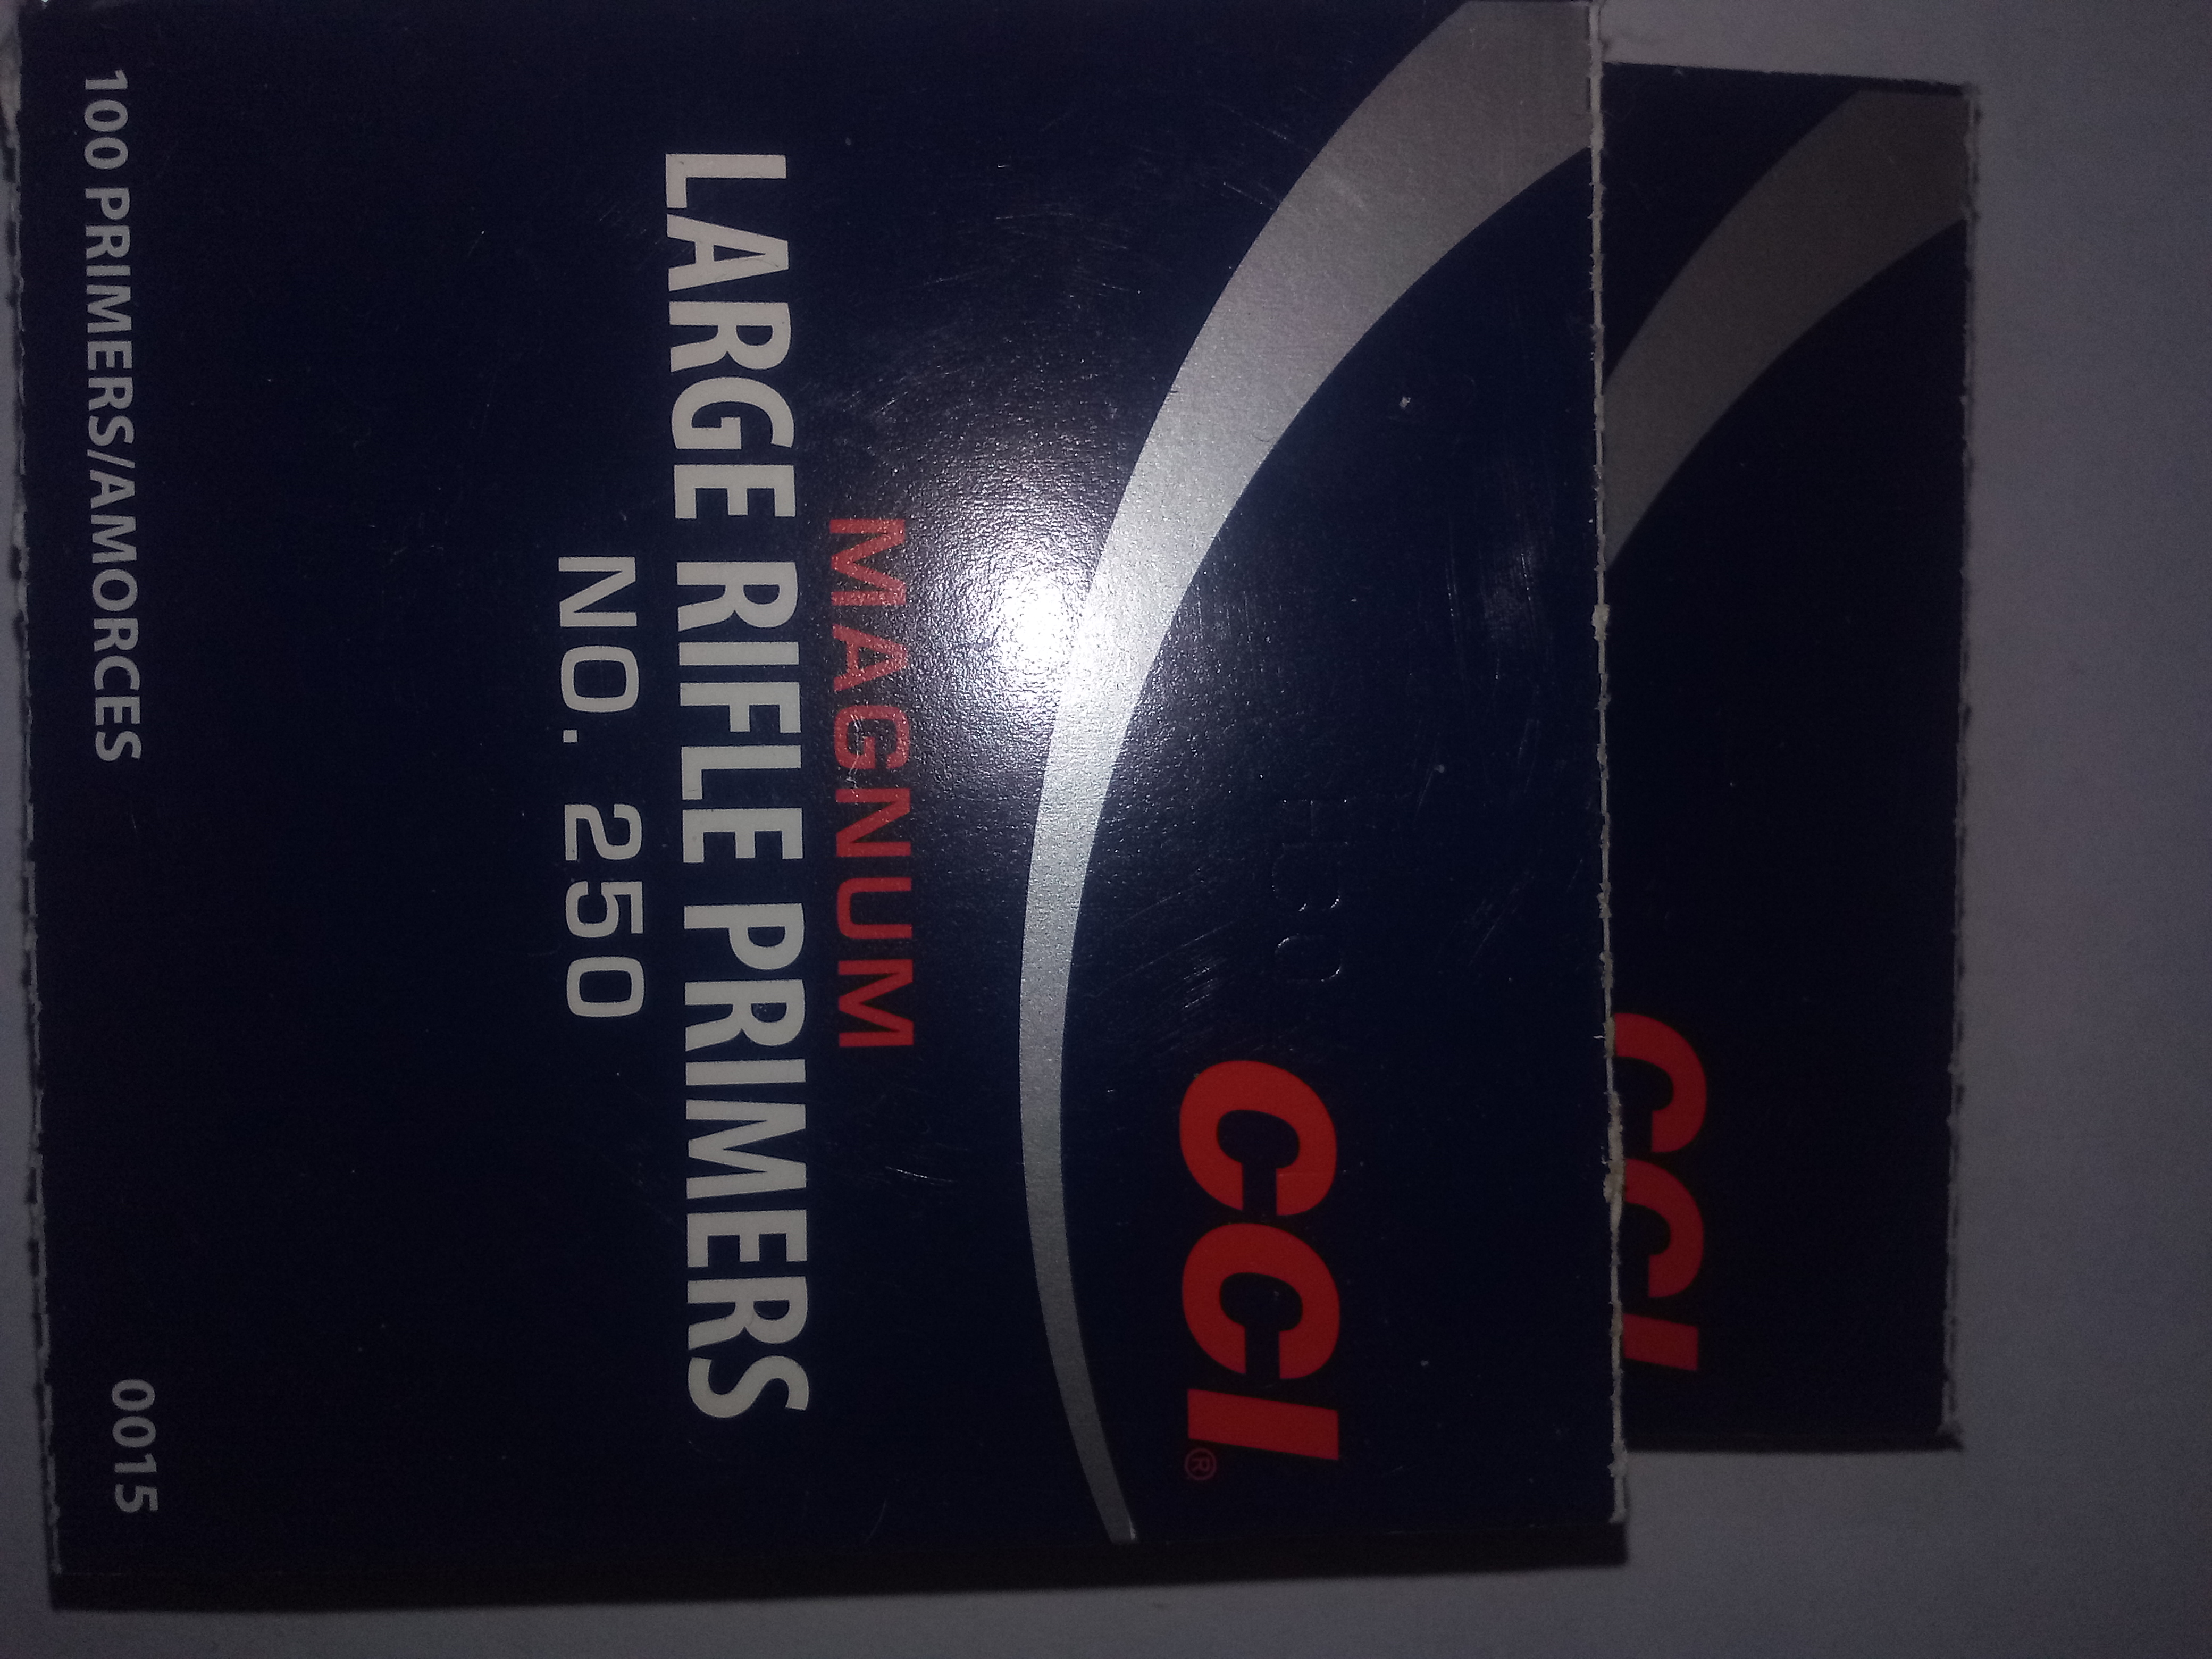 CCI
CCI®
MAGNUM
LARGE RIFLE PRIMERS
NO. 250
100 PRIMERS/AMORCES 0015